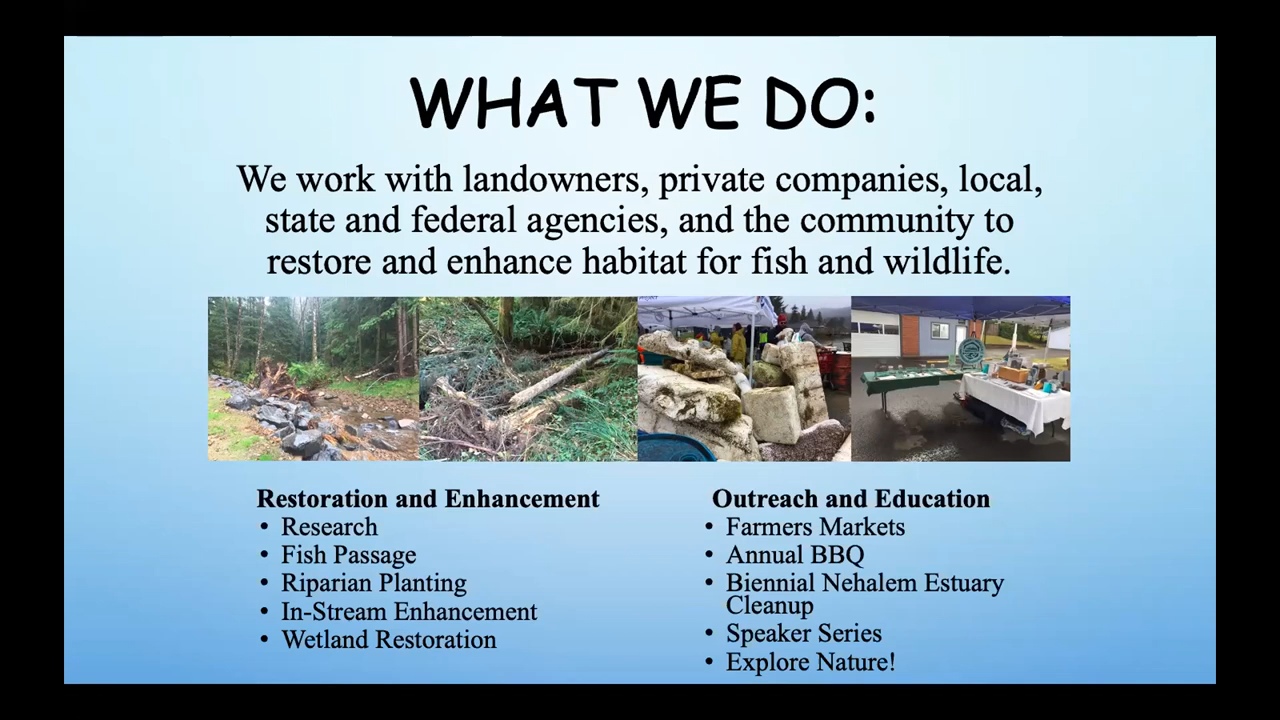 WHAT WE DO:
We work with landowners, private companies, local,
state and federal agencies, and the community to
restore and enhance habitat for fish and wildlife.
Restoration and Enhancement
• Research
• Fish Passage
• Riparian Planting
• In-Stream Enhancement
• Wetland Restoration
Outreach and Education
• Farmers Markets
• Annual BBQ
• Biennial Nehalem Estuary
Cleanup
• Speaker Series
• Explore Nature!